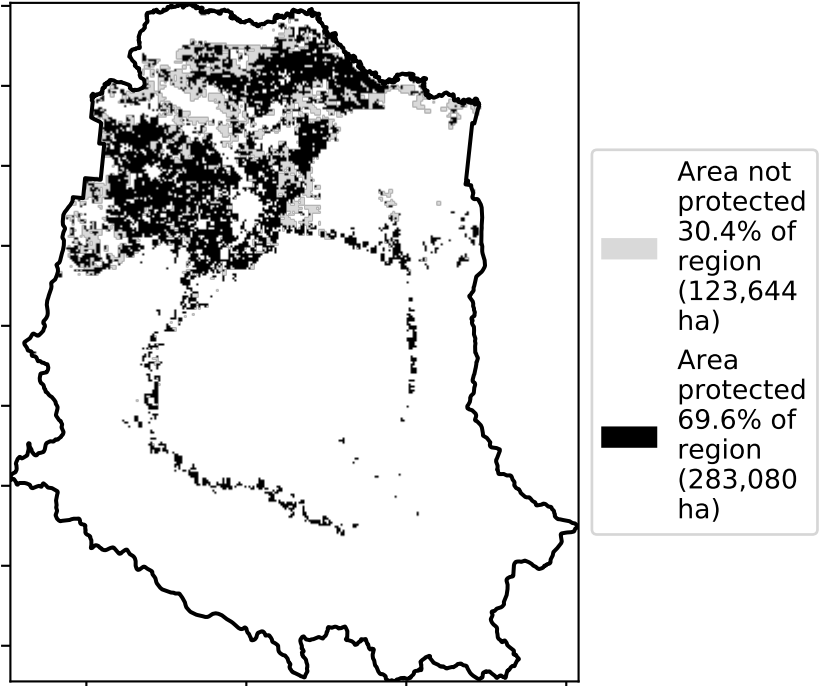 Area not
protected
30.4% of
region
(123,644
ha)
Area
protected
69.6% of
region
(283,080
ha)